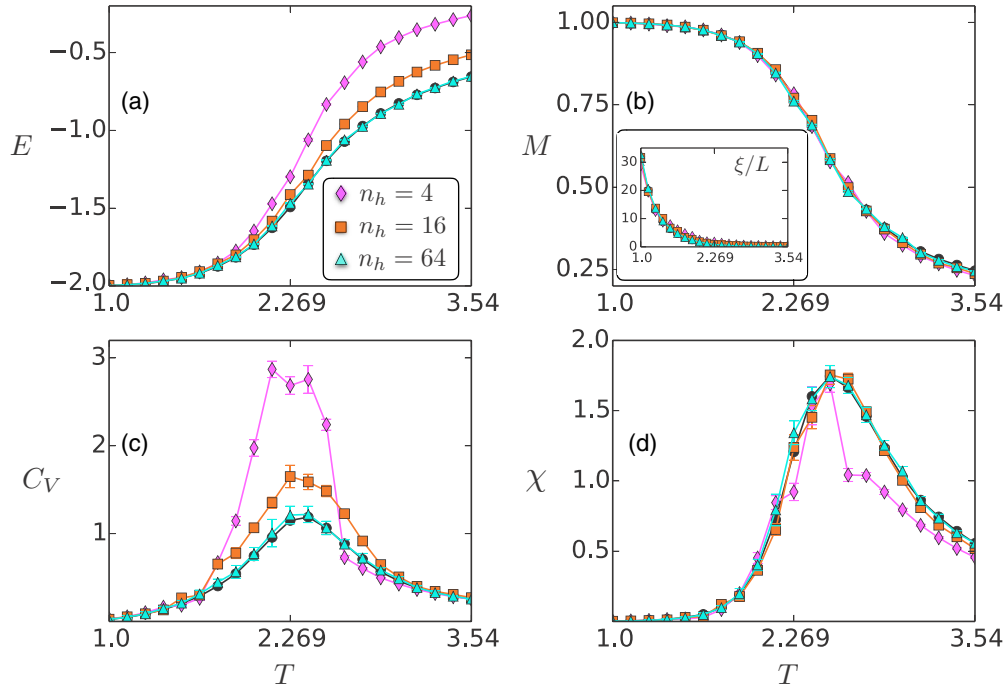 −0.5
−1.0
−1.5
−2.0
E
(a)
n_h = 4
n_h = 16
n_h = 64
1.0 2.269 3.54
1.00
0.75
0.50
0.25
M
(b)
ξ/L
30
20
10
0
1.0 2.269 3.54
1.0 2.269 3.54
3
2
1
C_V
(c)
1.0 2.269 3.54
T
2.0
1.5
1.0
0.5
χ
(d)
1.0 2.269 3.54
T